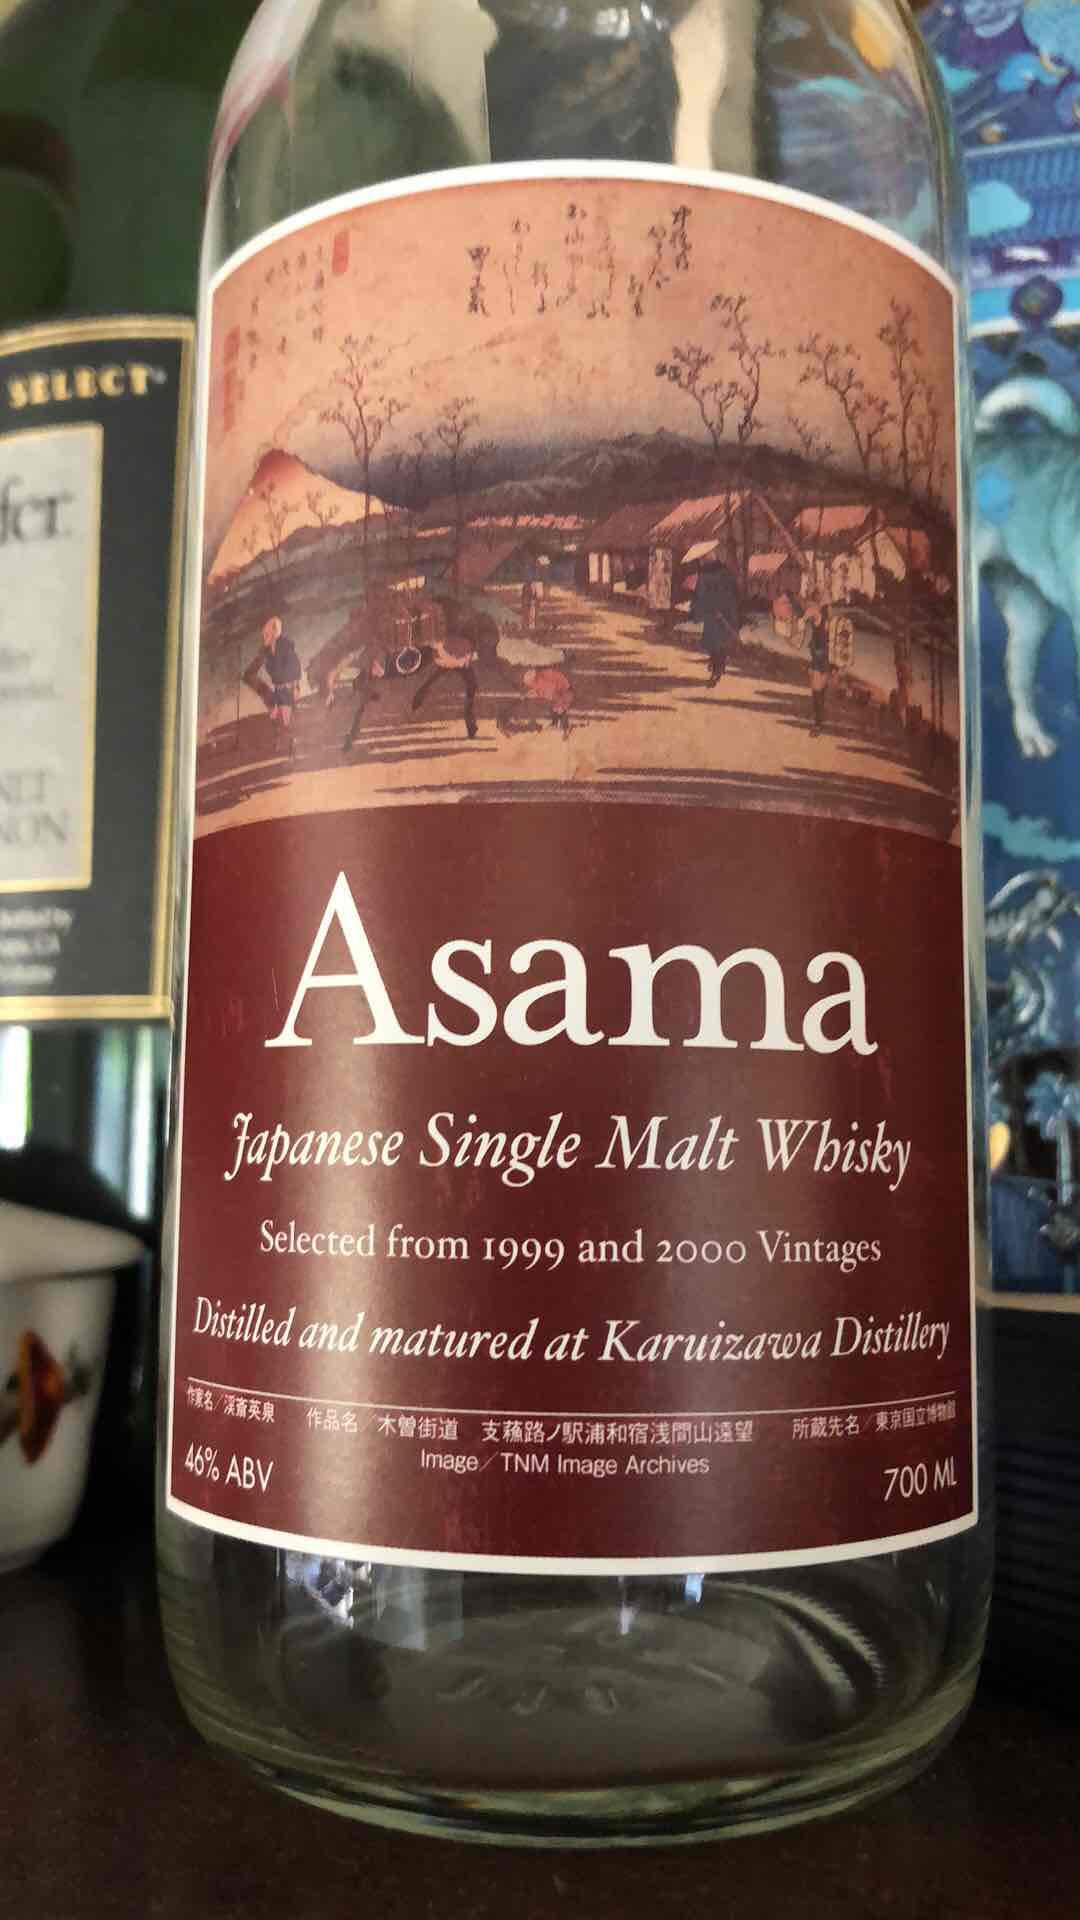 SELECT
Asama
Japanese Single Malt Whisky
Selected from 1999 and 2000 Vintages
Distilled and matured at Karuizawa Distillery
作家名／渓斎英泉 作品名／木曽街道 支蘓路ノ駅浦和宿浅間山遠望 所蔵先名／東京国立博物館
Image／TNM Image Archives
46% ABV
700 ML